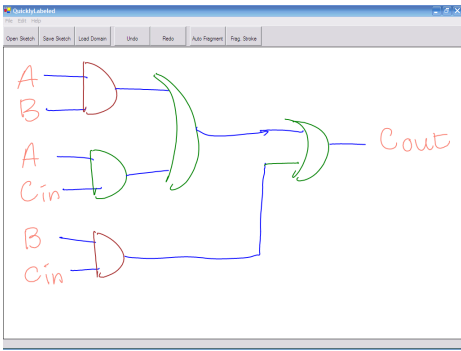 QuicklyLabeled
File Edit Help
Open Sketch Save Sketch Load Domain Undo Redo Auto Fragment Frag. Stroke
A
B
A
Cin
B
Cin
Cout